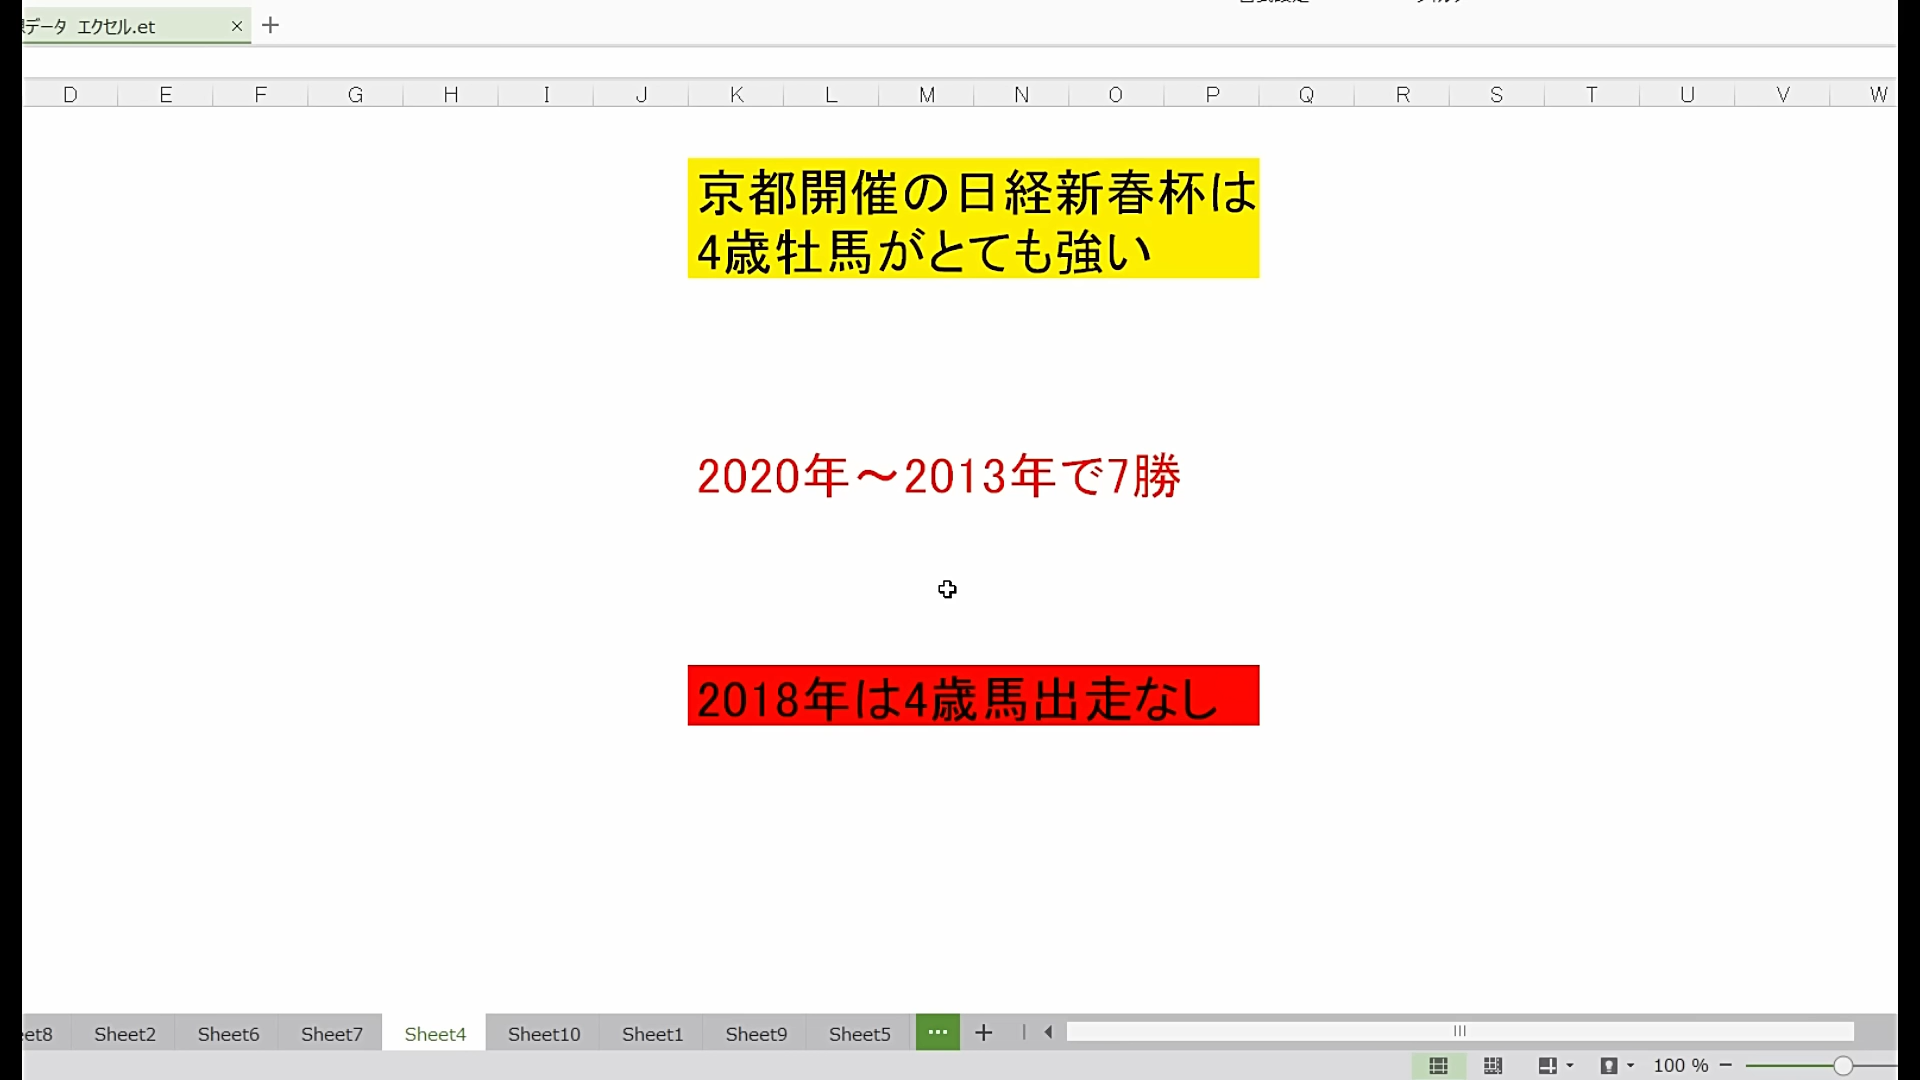 データ エクセル.et
D E F G H I J K L M N O P Q R S T U V W
京都開催の日経新春杯は
4歳牡馬がとても強い
2020年～2013年で7勝
2018年は4歳馬出走なし
Sheet2 Sheet6 Sheet7 Sheet4 Sheet10 Sheet1 Sheet9 Sheet5
100 %